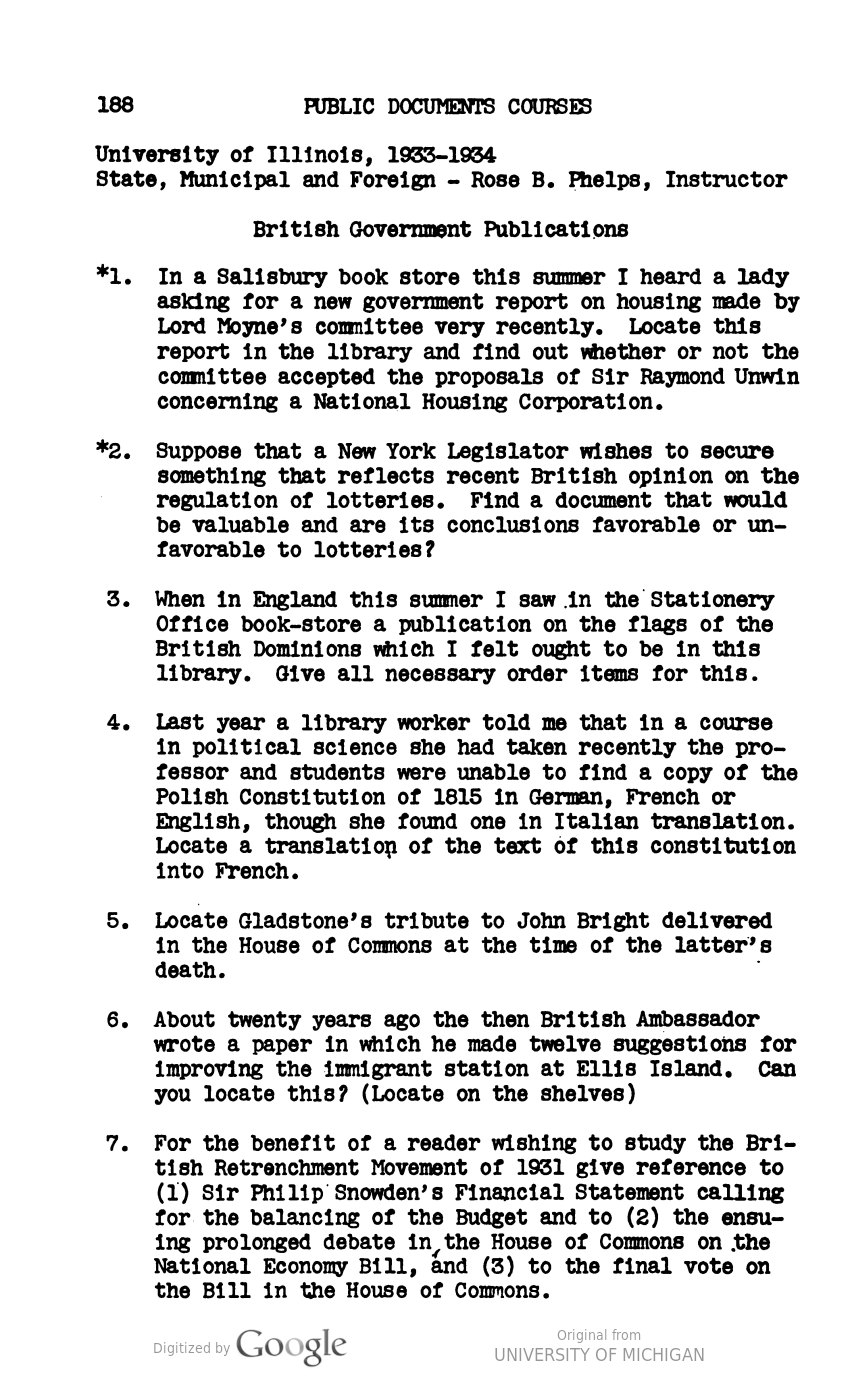 188 PUBLIC DOCUMENTS COURSES
University of Illinois, 1933-1934
State, Municipal and Foreign - Rose B. Phelps, Instructor
British Government Publications
*1. In a Salisbury book store this summer I heard a lady
asking for a new government report on housing made by
Lord Moyne's committee very recently. Locate this
report in the library and find out whether or not the
committee accepted the proposals of Sir Raymond Unwin
concerning a National Housing Corporation.
*2. Suppose that a New York Legislator wishes to secure
something that reflects recent British opinion on the
regulation of lotteries. Find a document that would
be valuable and are its conclusions favorable or un-
favorable to lotteries?
3. When in England this summer I saw in the Stationery
Office book-store a publication on the flags of the
British Dominions which I felt ought to be in this
library. Give all necessary order items for this.
4. Last year a library worker told me that in a course
in political science she had taken recently the pro-
fessor and students were unable to find a copy of the
Polish Constitution of 1815 in German, French or
English, though she found one in Italian translation.
Locate a translation of the text of this constitution
into French.
5. Locate Gladstone's tribute to John Bright delivered
in the House of Commons at the time of the latter's
death.
6. About twenty years ago the then British Ambassador
wrote a paper in which he made twelve suggestions for
improving the immigrant station at Ellis Island. Can
you locate this? (Locate on the shelves)
7. For the benefit of a reader wishing to study the Bri-
tish Retrenchment Movement of 1931 give reference to
(1) Sir Philip Snowden's Financial Statement calling
for the balancing of the Budget and to (2) the ensu-
ing prolonged debate in the House of Commons on the
National Economy Bill, and (3) to the final vote on
the Bill in the House of Commons.
Digitized by Google
Original from
UNIVERSITY OF MICHIGAN